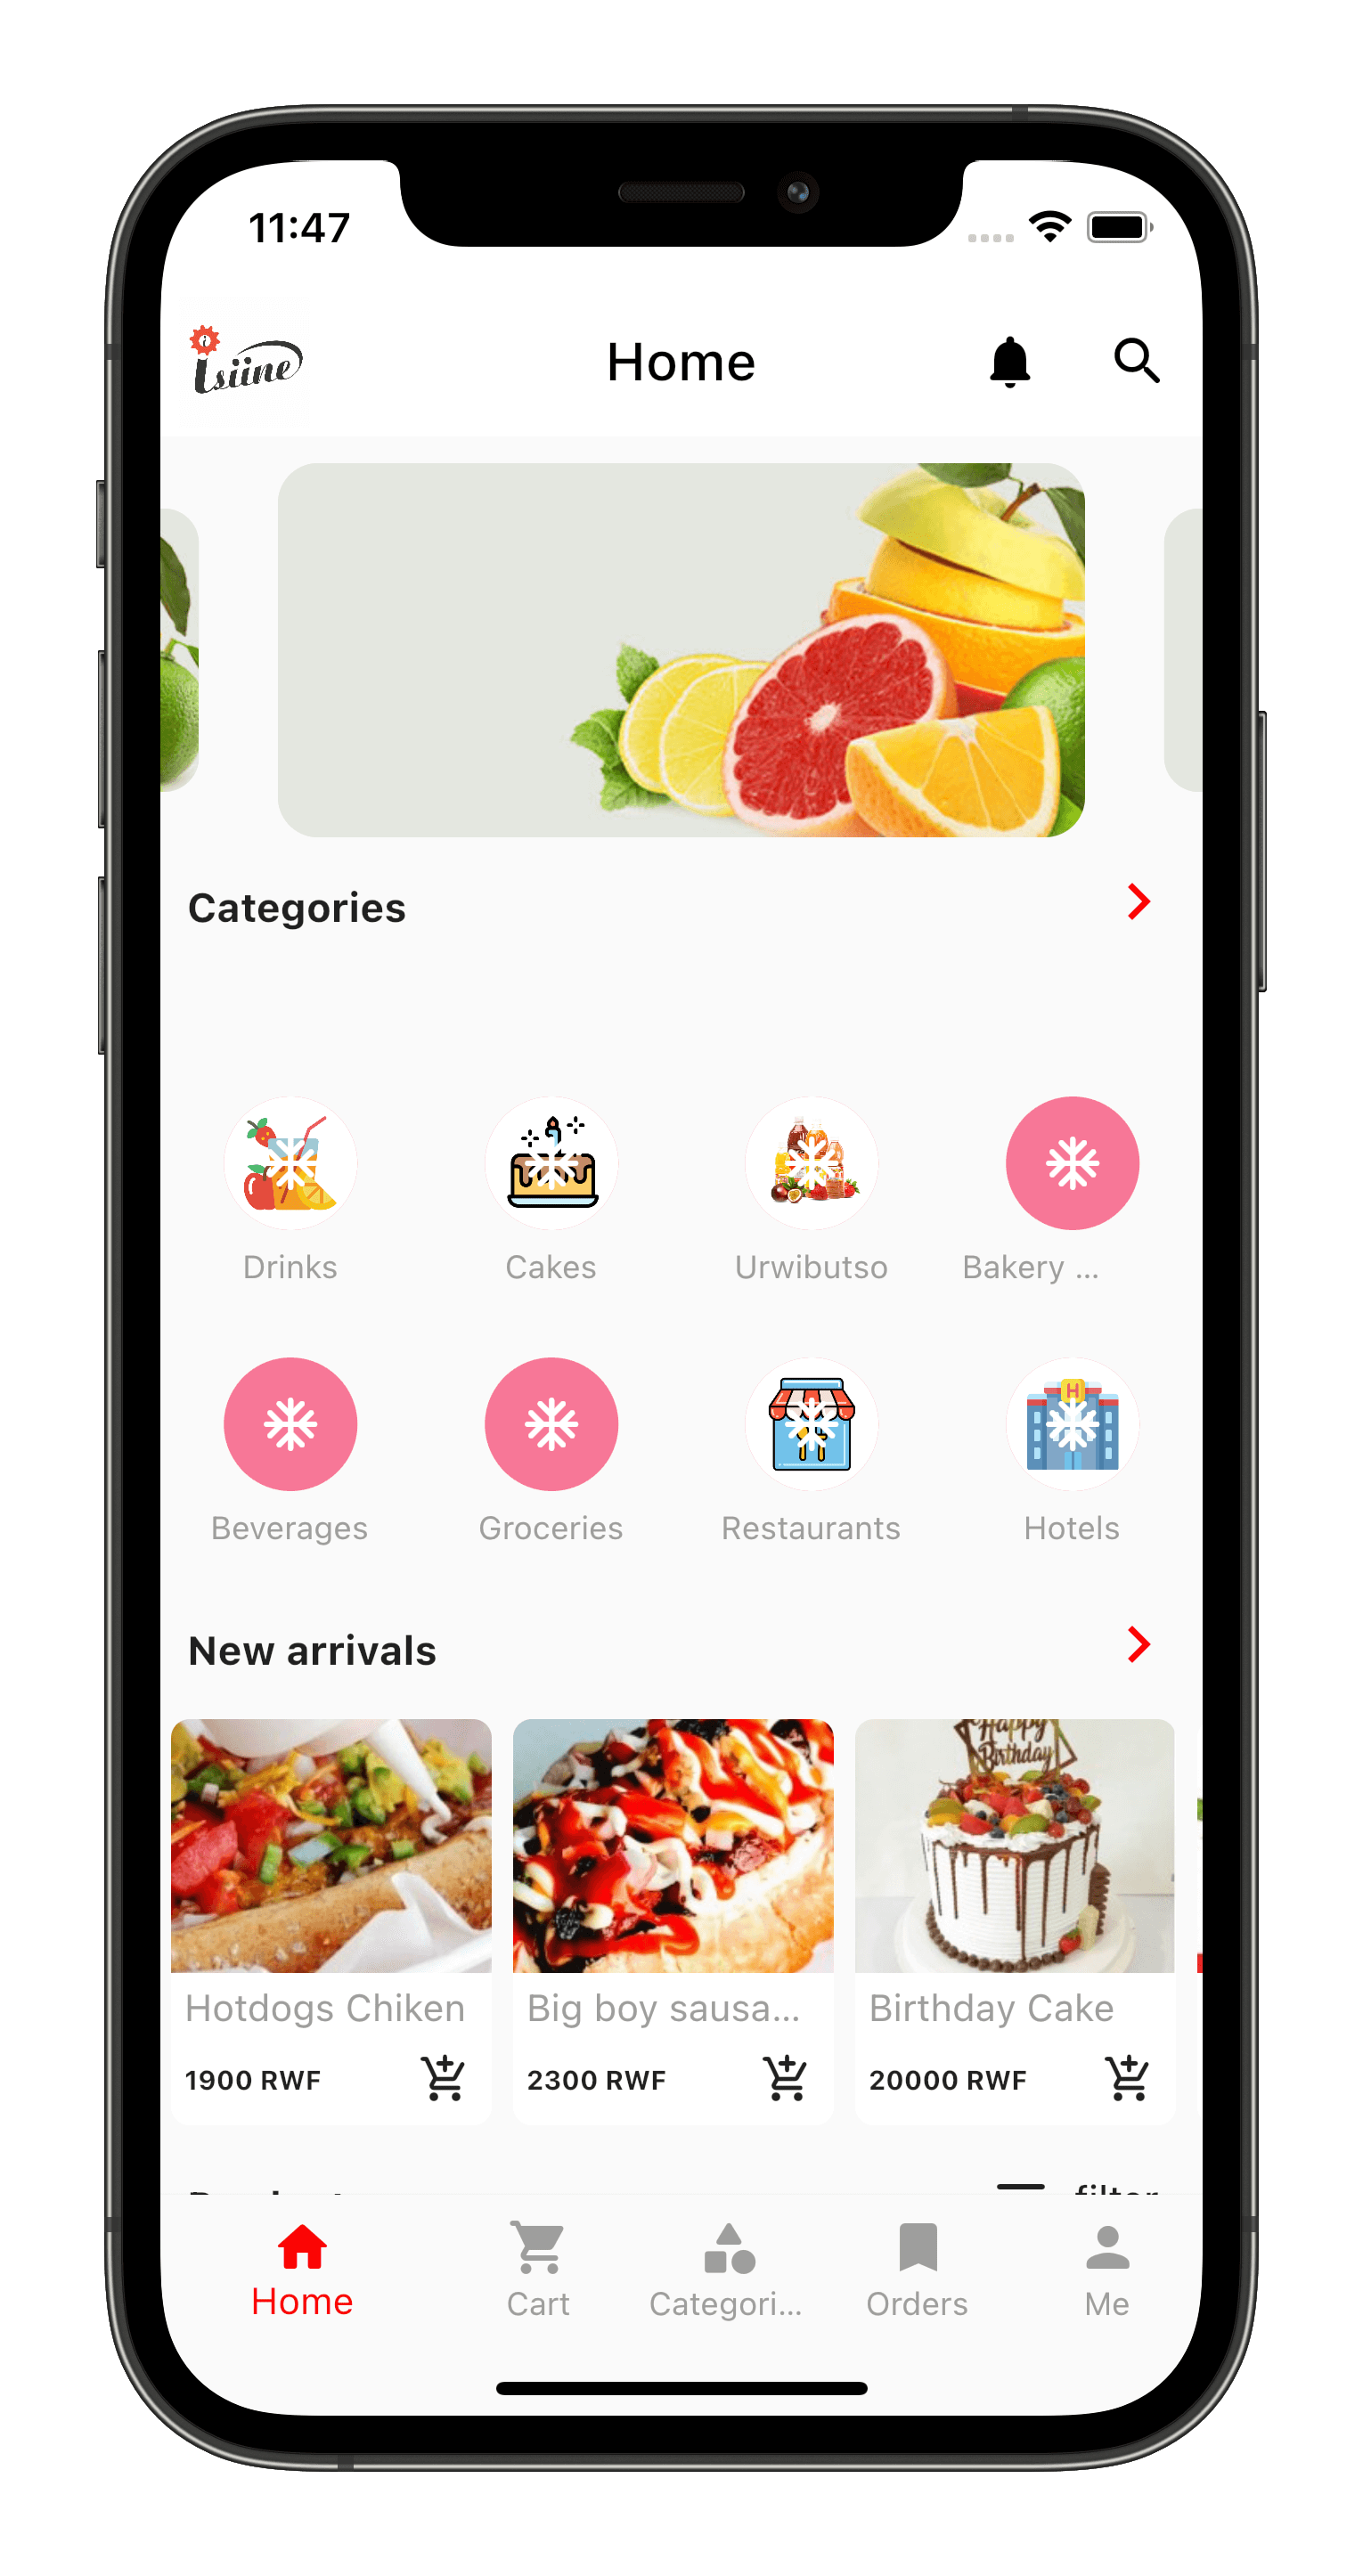 11:47
isiine
Home
Categories
Drinks
Cakes
Urwibutso
Bakery ...
Beverages
Groceries
Restaurants
H
Hotels
New arrivals
Happy
Birthday
Hotdogs Chiken
Big boy sausa...
Birthday Cake
1900 RWF
2300 RWF
20000 RWF
filter
Home
Cart
Categori...
Orders
Me